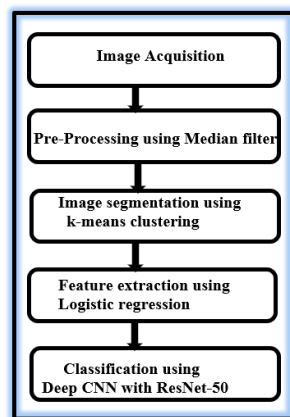 Image Acquisition
Pre-Processing using Median filter
Image segmentation using
k-means clustering
Feature extraction using
Logistic regression
Classification using
Deep CNN with ResNet-50